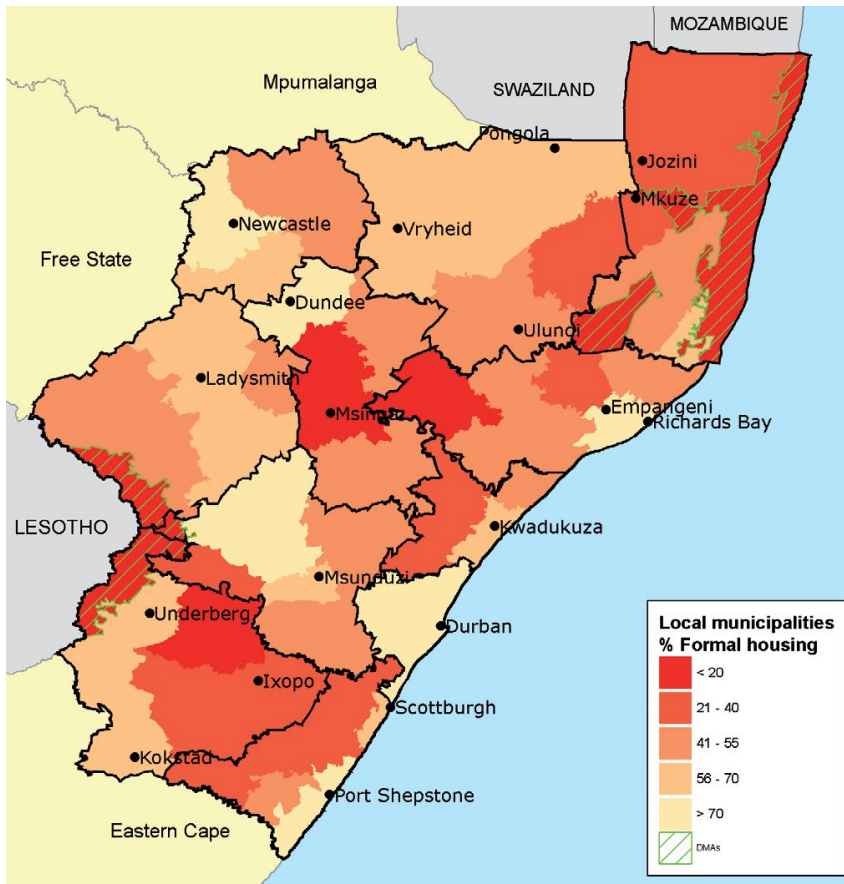 MOZAMBIQUE
Mpumalanga
SWAZILAND
Pongola
Jozini
Mkuze
Newcastle
Vryheid
Free State
Dundee
Ulundi
Ladysmith
Empangeni
Msinga
Richards Bay
LESOTHO
Kwadukuza
Msunduzi
Underberg
Durban
Ixopo
Scottburgh
Kokstad
Port Shepstone
Eastern Cape
Local municipalities
% Formal housing
< 20
21 - 40
41 - 55
56 - 70
> 70
DMAs